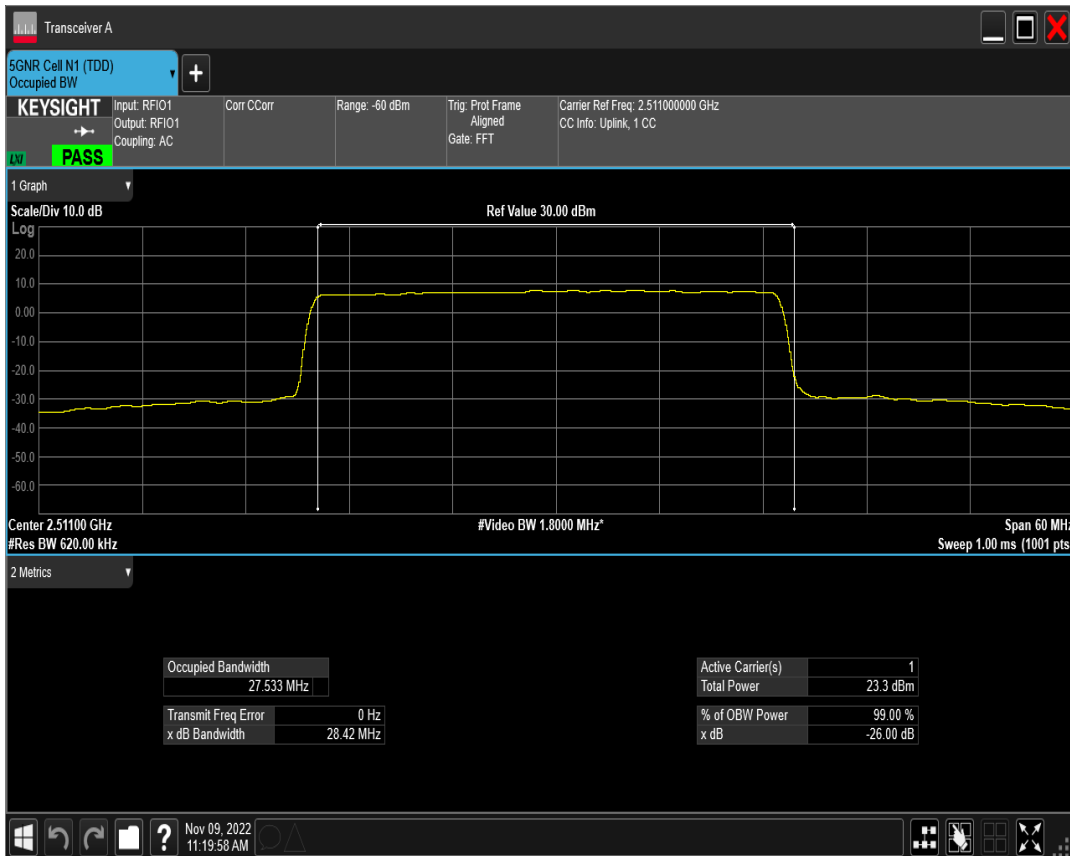 Transceiver A
5GNR Cell N1 (TDD)
Occupied BW
+
KEYSIGHT
LXI
PASS
Input: RFIO1
Output: RFIO1
Coupling: AC
Corr CCorr
Range: -60 dBm
Trig: Prot Frame
Aligned
Gate: FFT
Carrier Ref Freq: 2.511000000 GHz
CC Info: Uplink, 1 CC
1 Graph
Scale/Div 10.0 dB
Ref Value 30.00 dBm
Log
20.0
10.0
0.00
-10.0
-20.0
-30.0
-40.0
-50.0
-60.0
Center 2.51100 GHz
#Video BW 1.8000 MHz*
Span 60 MHz
#Res BW 620.00 kHz
Sweep 1.00 ms (1001 pts
2 Metrics
Occupied Bandwidth
27.533 MHz
Transmit Freq Error 0 Hz
x dB Bandwidth 28.42 MHz
Active Carrier(s) 1
Total Power 23.3 dBm
% of OBW Power 99.00 %
x dB -26.00 dB
?
Nov 09, 2022
11:19:58 AM